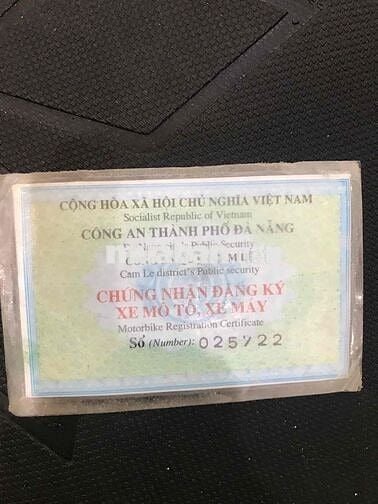 CỘNG HÒA XÃ HỘI CHỦ NGHĨA VIỆT NAM
Socialist Republic of Vietnam
CÔNG AN THÀNH PHỐ ĐÀ NẴNG
Public Security
Cam Le district's Public security
CHỨNG NHẬN ĐĂNG KÝ
XE MÔ TÔ, XE MÁY
Motorbike Registration Certificate
Số (Number): 025722